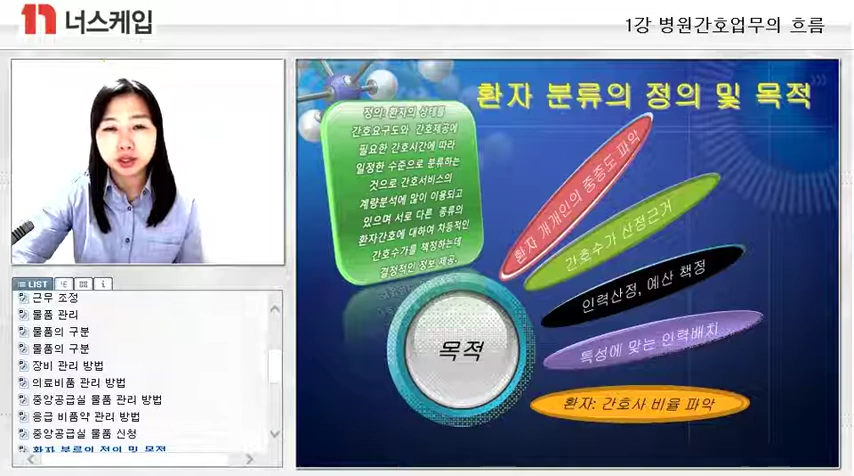 너스케입
1강 병원간호업무의 흐름
환자 분류의 정의 및 목적
정의: 환자의 상태를
간호요구도와 간호제공에
필요한 간호시간에 따라
일정한 수준으로 분류하는
것으로 간호서비스의
계량분석에 많이 이용되고
있으며 서로 다른 종류의
환자간호에 대하여 차등적인
간호수가를 책정하는데
결정적인 정보 제공.
환자 개개인의 중증도 파악
간호수가 산정근거
인력산정, 예산 책정
특성에 맞는 인력배치
환자: 간호사 비율 파악
목적
LIST
근무 조정
물품 관리
물품의 구분
물품의 구분
장비 관리 방법
의료비품 관리 방법
중앙공급실 물품 관리 방법
응급 비품약 관리 방법
중앙공급실 물품 신청
환자 분류의 정의 및 목적